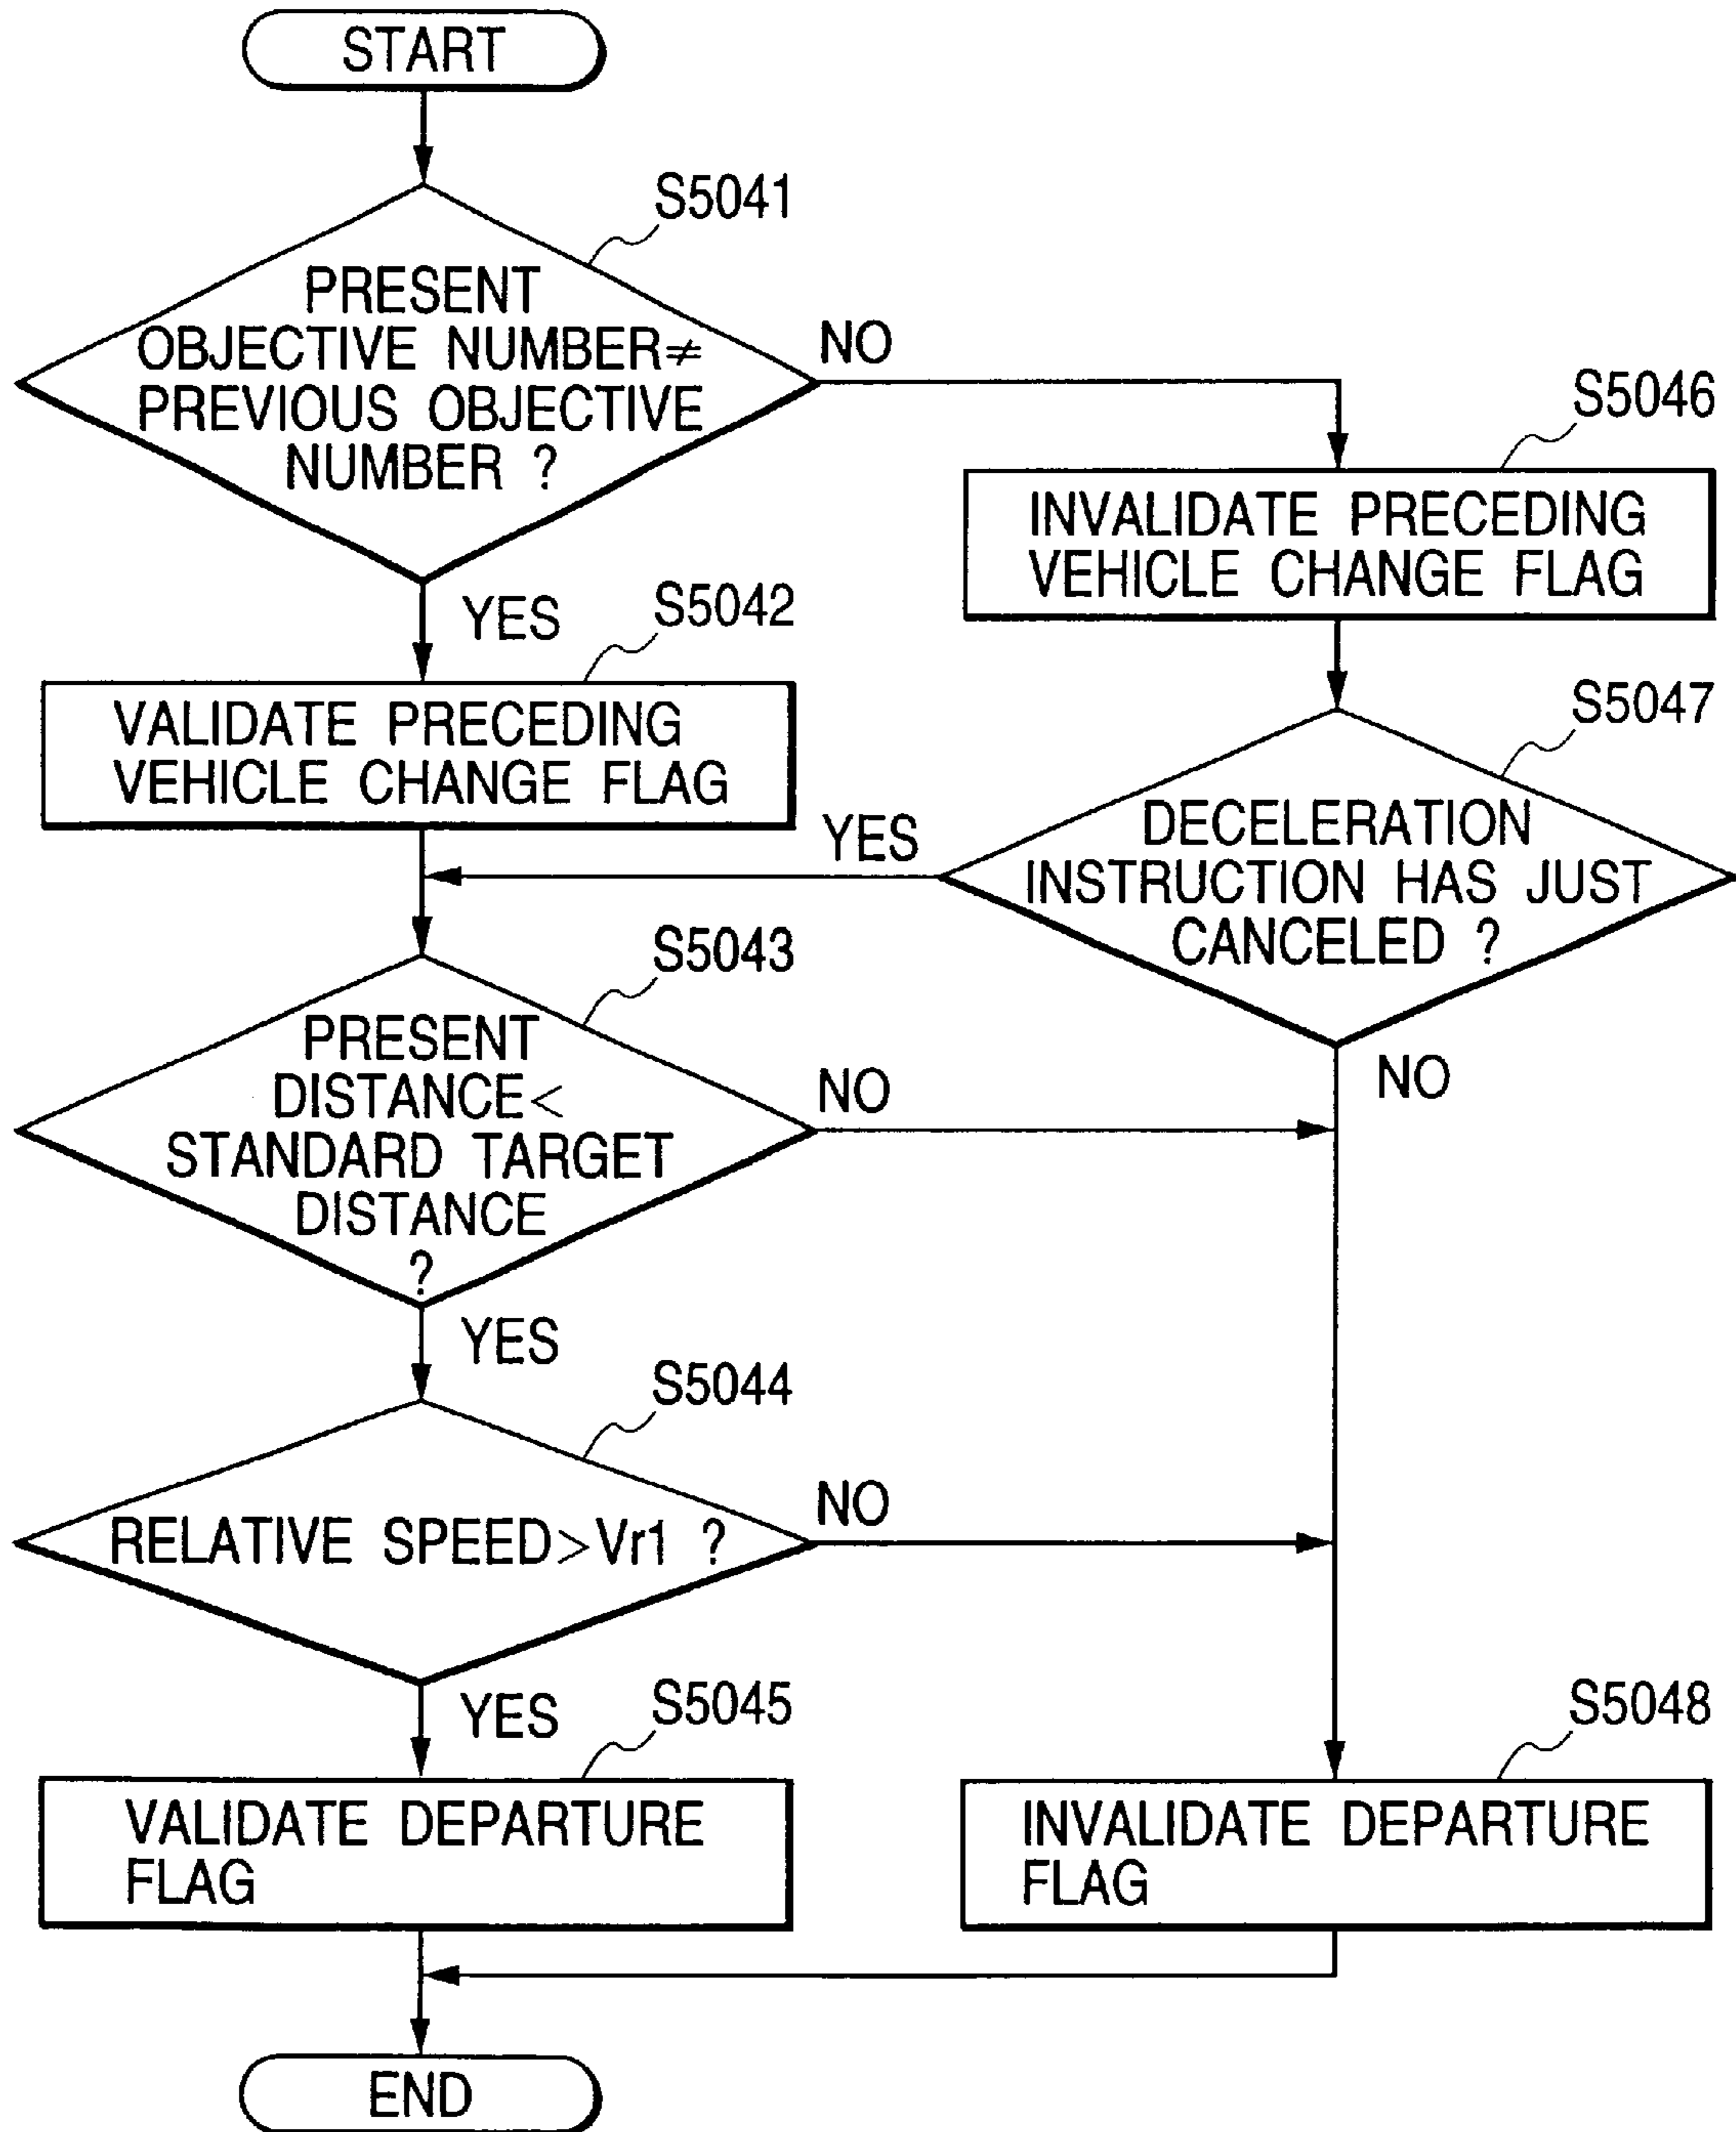 START
S5041
PRESENT
OBJECTIVE NUMBER≠
PREVIOUS OBJECTIVE
NUMBER ?
NO
YES
S5046
INVALIDATE PRECEDING
VEHICLE CHANGE FLAG
S5042
VALIDATE PRECEDING
VEHICLE CHANGE FLAG
S5047
DECELERATION
INSTRUCTION HAS JUST
CANCELED ?
YES
NO
S5043
PRESENT
DISTANCE<
STANDARD TARGET
DISTANCE
?
NO
YES
S5044
RELATIVE SPEED>Vr1 ?
NO
YES
S5045
VALIDATE DEPARTURE
FLAG
S5048
INVALIDATE DEPARTURE
FLAG
END